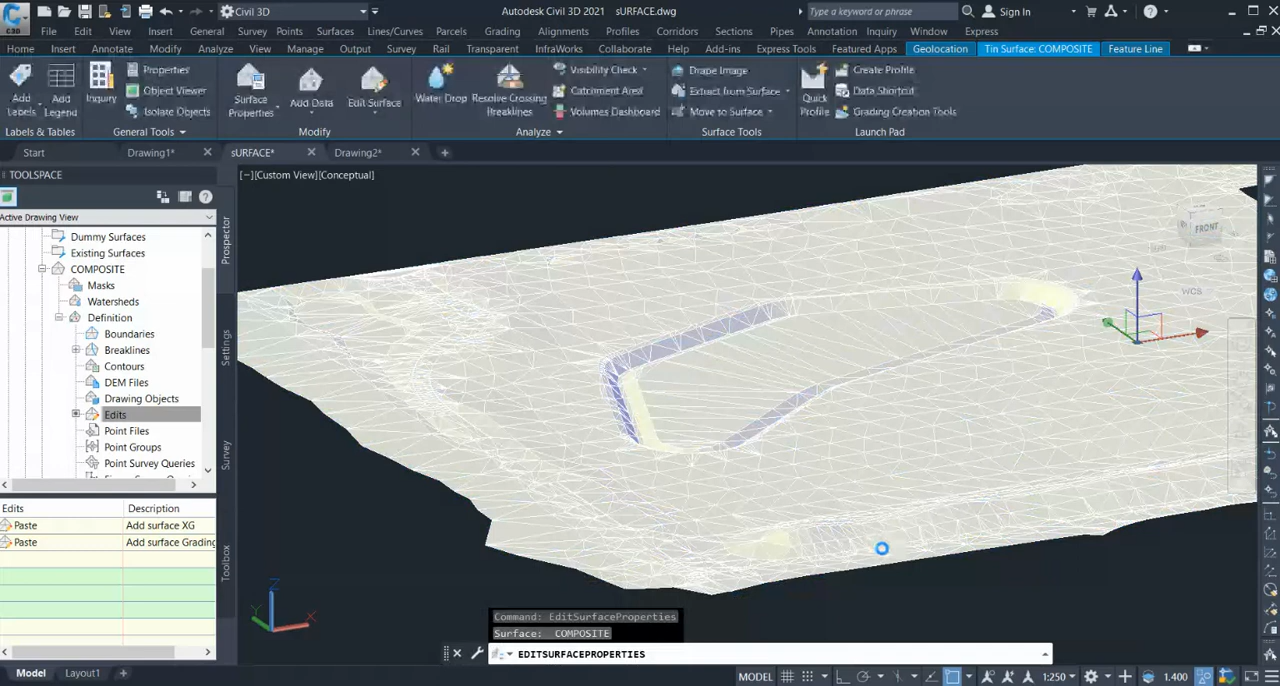 C3D Civil 3D Autodesk Civil 3D 2021 sURFACE.dwg Type a keyword or phrase Sign In
File Edit View Insert General Survey Points Surfaces Lines/Curves Parcels Grading Alignments Profiles Corridors Sections Pipes Annotation Inquiry Window Express
Home Insert Annotate Modify Analyze View Manage Output Survey Rail Transparent InfraWorks Collaborate Help Add-ins Express Tools Featured Apps Geolocation Tin Surface: COMPOSITE Feature Line
Add Labels Add Legend Inquiry Properties Object Viewer Isolate Objects
Surface Properties Add Data Edit Surface
Water Drop Resolve Crossing Breaklines Visibility Check Catchment Area Volumes Dashboard
Drape Image Extract from Surface Move to Surface
Quick Profile Create Profile Data Shortcut Grading Creation Tools
Labels & Tables General Tools Modify Analyze Surface Tools Launch Pad
Start Drawing1* sURFACE* Drawing2*
TOOLSPACE
Active Drawing View
Dummy Surfaces
Existing Surfaces
COMPOSITE
Masks
Watersheds
Definition
Boundaries
Breaklines
Contours
DEM Files
Drawing Objects
Edits
Point Files
Point Groups
Point Survey Queries
Prospector
Settings
Survey
Toolbox
Edits Description
Paste Add surface XG
Paste Add surface Grading
[−][Custom View][Conceptual]
FRONT
WCS
Z
Y
X
Command: EditSurfaceProperties
Surface: COMPOSITE
EDITSURFACEPROPERTIES
Model Layout1 MODEL 1:250 1.400